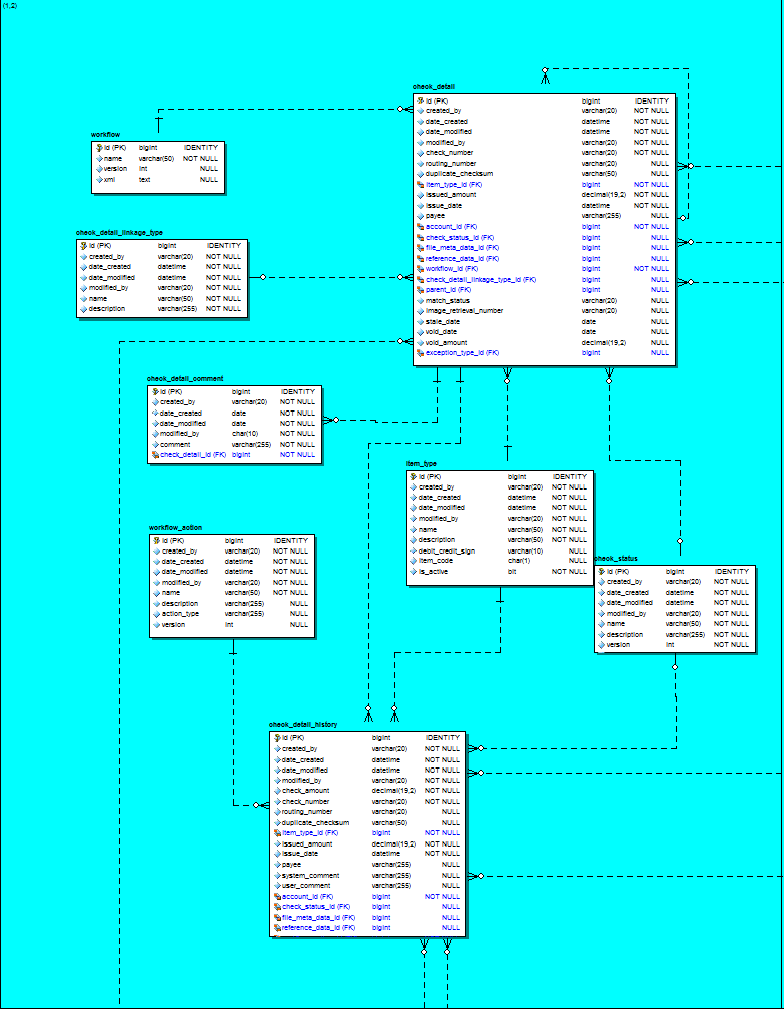 (1,2)
check_detail
id (PK) bigint IDENTITY
created_by varchar(20) NOT NULL
date_created datetime NOT NULL
date_modified datetime NOT NULL
modified_by varchar(20) NOT NULL
check_number varchar(20) NOT NULL
routing_number varchar(20) NULL
duplicate_checksum varchar(50) NULL
item_type_id (FK) bigint NOT NULL
issued_amount decimal(19,2) NOT NULL
issue_date datetime NOT NULL
payee varchar(255) NULL
account_id (FK) bigint NOT NULL
check_status_id (FK) bigint NULL
file_meta_data_id (FK) bigint NULL
reference_data_id (FK) bigint NULL
workflow_id (FK) bigint NOT NULL
check_detail_linkage_type_id (FK) bigint NULL
parent_id (FK) bigint NULL
match_status varchar(20) NULL
image_retrieval_number varchar(20) NULL
stale_date date NULL
void_date date NULL
void_amount decimal(19,2) NULL
exception_type_id (FK) bigint NULL
workflow
id (PK) bigint IDENTITY
name varchar(50) NOT NULL
version int NULL
xml text NULL
check_detail_linkage_type
id (PK) bigint IDENTITY
created_by varchar(20) NOT NULL
date_created datetime NOT NULL
date_modified datetime NOT NULL
modified_by varchar(20) NOT NULL
name varchar(50) NOT NULL
description varchar(255) NOT NULL
check_detail_comment
id (PK) bigint IDENTITY
created_by varchar(20) NOT NULL
date_created date NOT NULL
date_modified date NOT NULL
modified_by char(10) NOT NULL
comment varchar(255) NOT NULL
check_detail_id (FK) bigint NOT NULL
item_type
id (PK) bigint IDENTITY
created_by varchar(20) NOT NULL
date_created datetime NOT NULL
date_modified datetime NOT NULL
modified_by varchar(20) NOT NULL
name varchar(50) NOT NULL
description varchar(50) NOT NULL
debit_credit_sign varchar(10) NULL
item_code char(1) NULL
is_active bit NOT NULL
workflow_action
id (PK) bigint IDENTITY
created_by varchar(20) NOT NULL
date_created datetime NOT NULL
date_modified datetime NOT NULL
modified_by varchar(20) NOT NULL
name varchar(50) NOT NULL
description varchar(255) NULL
action_type varchar(255) NULL
version int NULL
check_status
id (PK) bigint IDENTITY
created_by varchar(20) NOT NULL
date_created datetime NOT NULL
date_modified datetime NOT NULL
modified_by varchar(20) NOT NULL
name varchar(50) NOT NULL
description varchar(255) NOT NULL
version int NOT NULL
check_detail_history
id (PK) bigint IDENTITY
created_by varchar(20) NOT NULL
date_created datetime NOT NULL
date_modified datetime NOT NULL
modified_by varchar(20) NOT NULL
check_amount decimal(19,2) NOT NULL
check_number varchar(20) NOT NULL
routing_number varchar(20) NULL
duplicate_checksum varchar(50) NULL
item_type_id (FK) bigint NOT NULL
issued_amount decimal(19,2) NOT NULL
issue_date datetime NOT NULL
payee varchar(255) NULL
system_comment varchar(255) NULL
user_comment varchar(255) NULL
account_id (FK) bigint NOT NULL
check_status_id (FK) bigint NULL
file_meta_data_id (FK) bigint NULL
reference_data_id (FK) bigint NULL